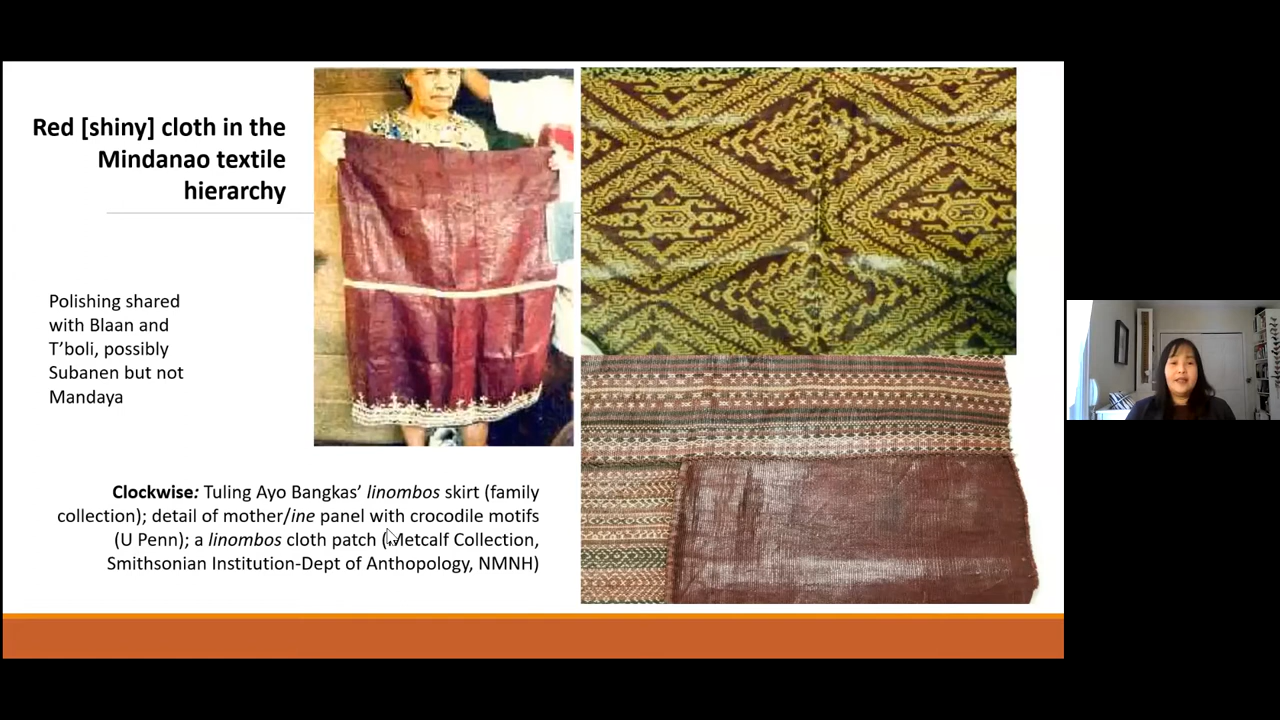 Red [shiny] cloth in the
Mindanao textile
hierarchy
Polishing shared
with Blaan and
T'boli, possibly
Subanen but not
Mandaya
Clockwise: Tuling Ayo Bangkas' linombos skirt (family
collection); detail of mother/ine panel with crocodile motifs
(U Penn); a linombos cloth patch (Metcalf Collection,
Smithsonian Institution-Dept of Anthopology, NMNH)